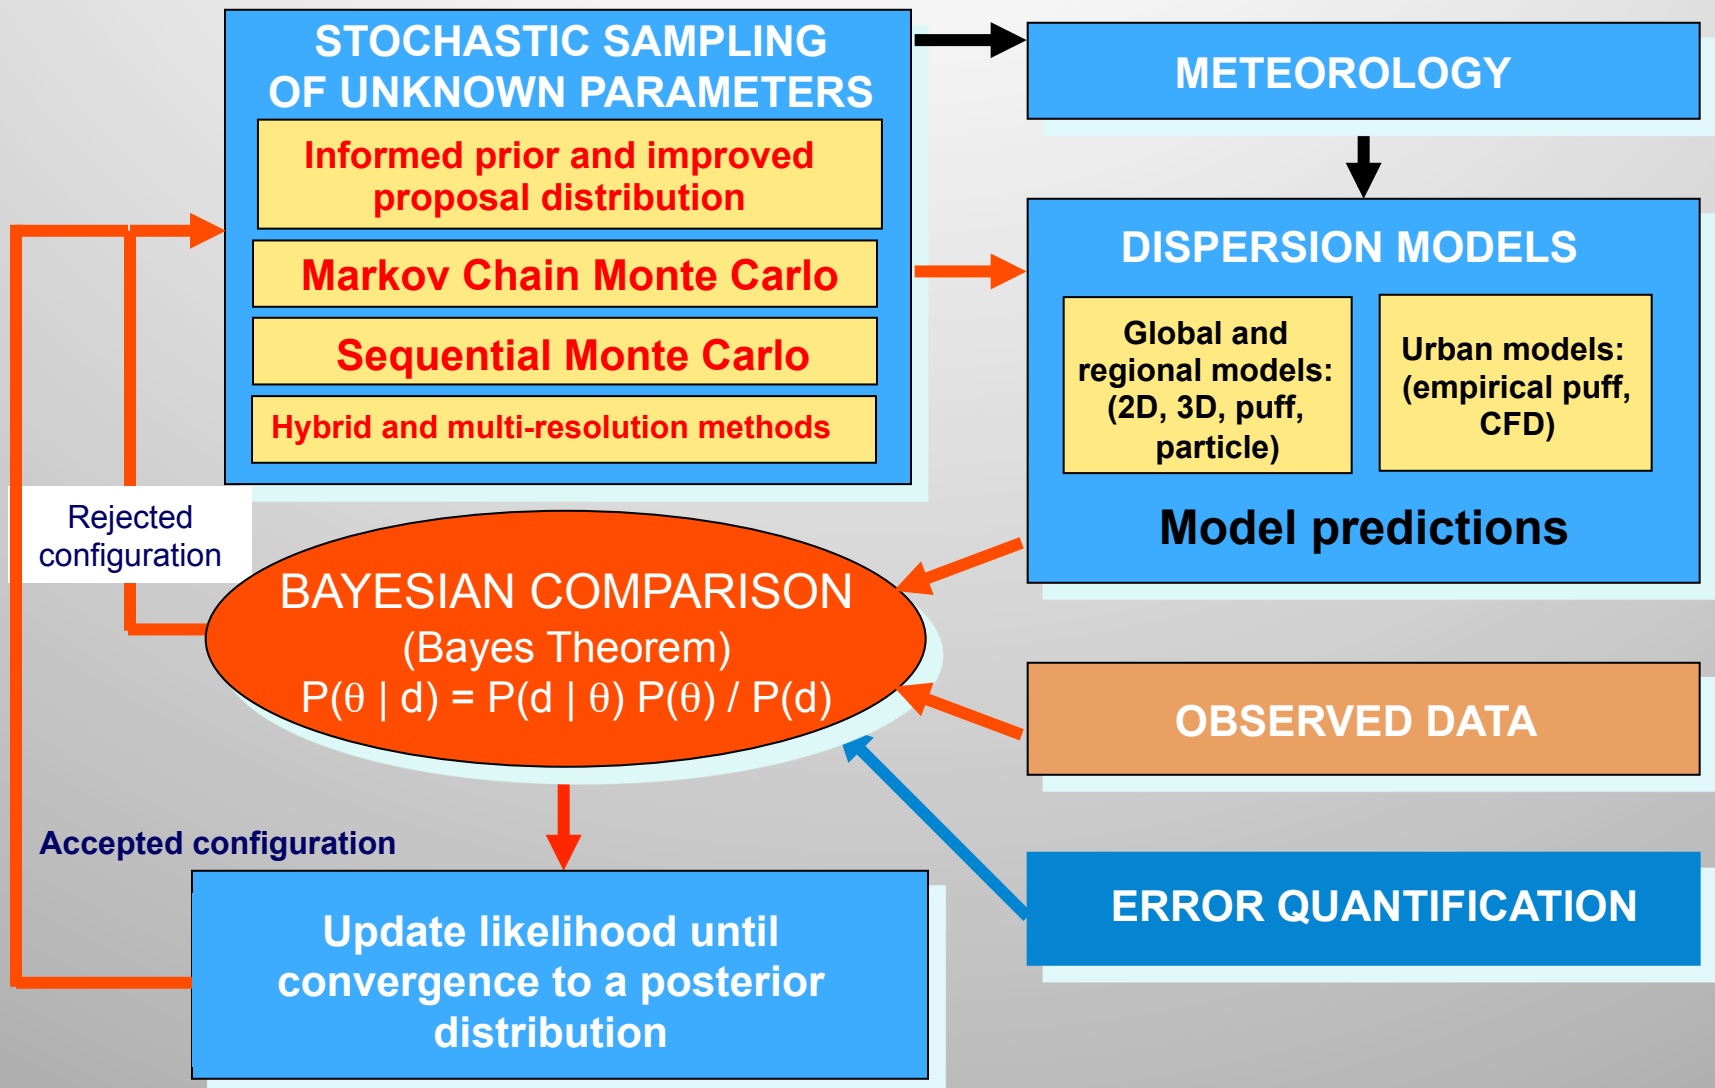 STOCHASTIC SAMPLING
OF UNKNOWN PARAMETERS
Informed prior and improved
proposal distribution
Markov Chain Monte Carlo
Sequential Monte Carlo
Hybrid and multi-resolution methods
METEOROLOGY
DISPERSION MODELS
Global and
regional models:
(2D, 3D, puff,
particle)
Urban models:
(empirical puff,
CFD)
Model predictions
Rejected
configuration
BAYESIAN COMPARISON
(Bayes Theorem)
P(θ | d) = P(d | θ) P(θ) / P(d)
OBSERVED DATA
ERROR QUANTIFICATION
Accepted configuration
Update likelihood until
convergence to a posterior
distribution